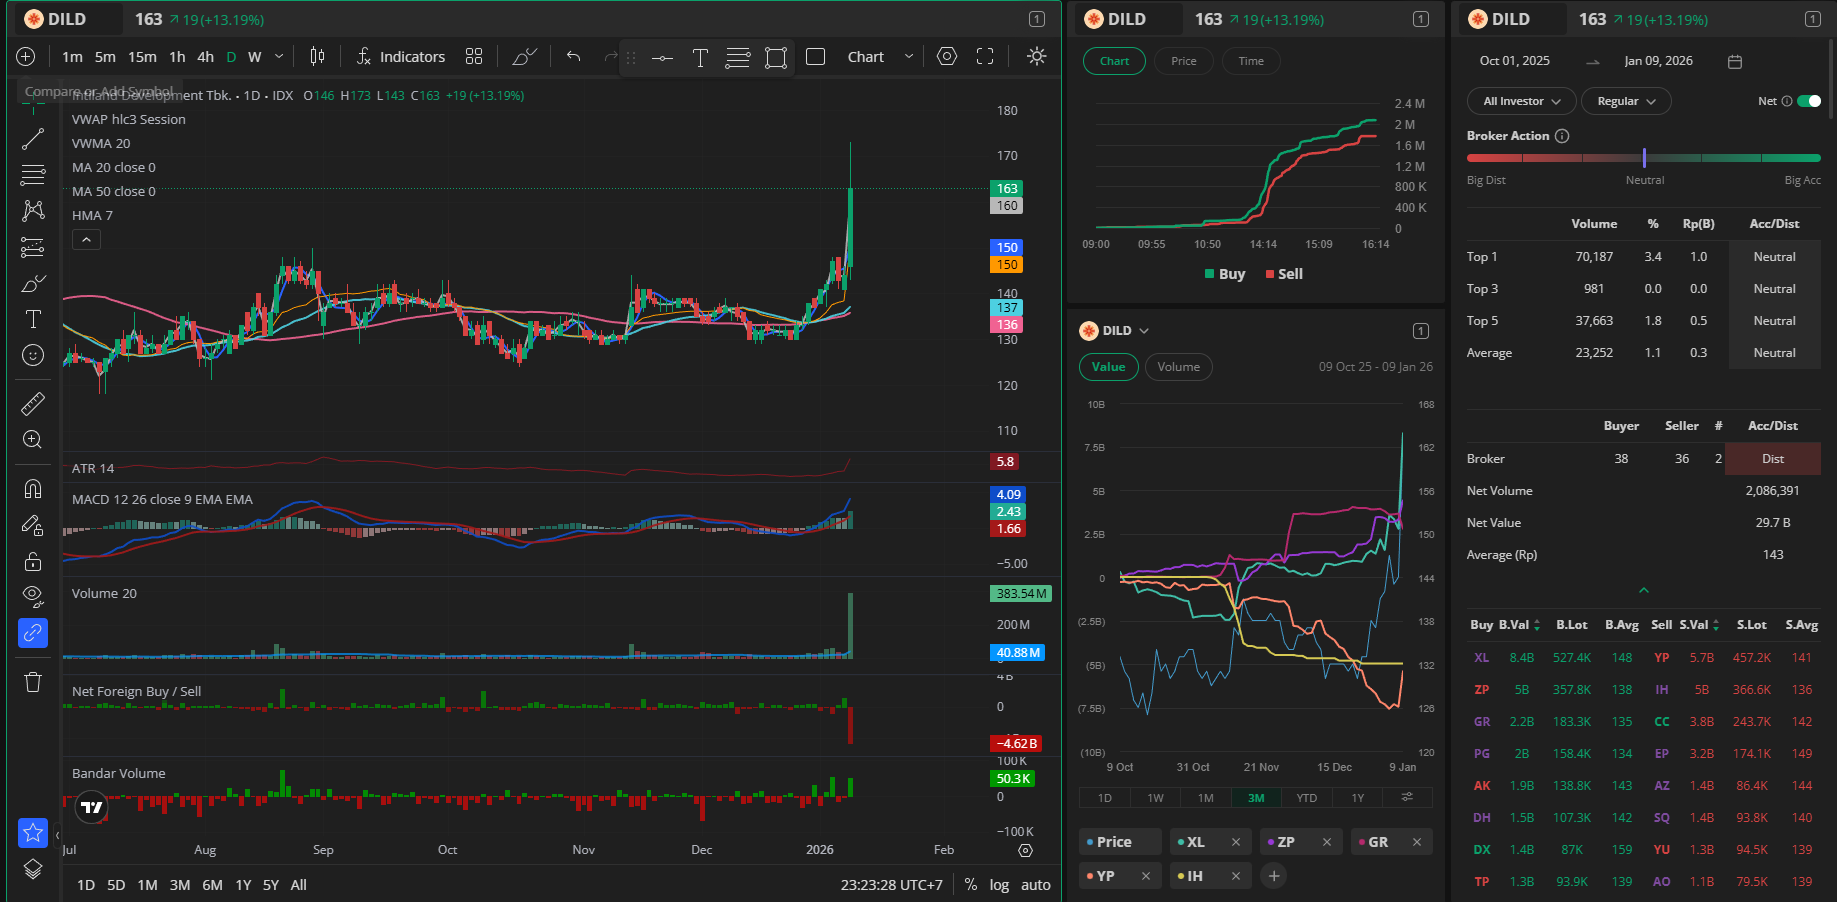 DILD 163 19 (+13.19%) 1
1m 5m 15m 1h 4h D W Indicators T Chart
Compare or Add Symbol
Intiland Development Tbk. • 1D • IDX O146 H173 L143 C163 +19 (+13.19%)
VWAP hlc3 Session
VWMA 20
MA 20 close 0
MA 50 close 0
HMA 7
180
170
163
160
150
150
140
137
136
130
120
110
ATR 14
5.8
MACD 12 26 close 9 EMA EMA
4.09
2.43
1.66
−5.00
Volume 20
383.54 M
200 M
40.88 M
Net Foreign Buy / Sell
4 B
0
−4.62 B
Bandar Volume
100 K
50.3 K
0
−100 K
Jul Aug Sep Oct Nov Dec 2026 Feb
1D 5D 1M 3M 6M 1Y 5Y All 23:23:28 UTC+7 % log auto
DILD 163 19 (+13.19%) 1
Chart Price Time
2.4 M
2 M
1.6 M
1.2 M
800 K
400 K
0
09:00 09:55 10:50 14:14 15:09 16:14
Buy Sell
DILD 1
Value Volume 09 Oct 25 - 09 Jan 26
10B 168
7.5B 162
5B 156
2.5B 150
0 144
(2.5B) 138
(5B) 132
(7.5B) 126
(10B) 120
9 Oct 31 Oct 21 Nov 15 Dec 9 Jan
1D 1W 1M 3M YTD 1Y
Price XL × ZP × GR ×
YP × IH × +
DILD 163 19 (+13.19%) 1
Oct 01, 2025 Jan 09, 2026
All Investor Regular Net
Broker Action
Big Dist Neutral Big Acc
Volume % Rp(B) Acc/Dist
Top 1 70,187 3.4 1.0 Neutral
Top 3 981 0.0 0.0 Neutral
Top 5 37,663 1.8 0.5 Neutral
Average 23,252 1.1 0.3 Neutral
Buyer Seller # Acc/Dist
Broker 38 36 2 Dist
Net Volume 2,086,391
Net Value 29.7 B
Average (Rp) 143
Buy B.Val B.Lot B.Avg Sell S.Val S.Lot S.Avg
XL 8.4B 527.4K 148 YP 5.7B 457.2K 141
ZP 5B 357.8K 138 IH 5B 366.6K 136
GR 2.2B 183.3K 135 CC 3.8B 243.7K 142
PG 2B 158.4K 134 EP 3.2B 174.1K 149
AK 1.9B 138.8K 143 AZ 1.4B 86.4K 144
DH 1.5B 107.3K 142 SQ 1.4B 93.8K 140
DX 1.4B 87K 159 YU 1.3B 94.5K 139
TP 1.3B 93.9K 139 AO 1.1B 79.5K 139